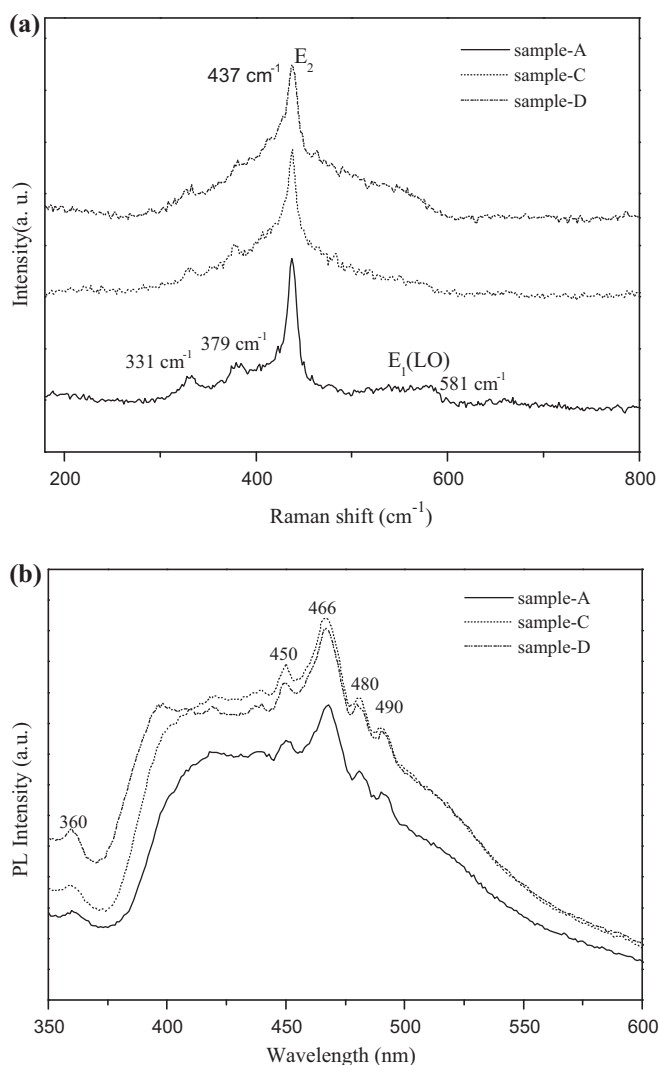 (a)
437 cm⁻¹
E₂
sample-A
sample-C
sample-D
Intensity(a. u.)
331 cm⁻¹
379 cm⁻¹
E₁(LO)
581 cm⁻¹
200 400 600 800
Raman shift (cm⁻¹)
(b)
466
sample-A
sample-C
sample-D
450
480
490
360
PL Intensity (a.u.)
350 400 450 500 550 600
Wavelength (nm)